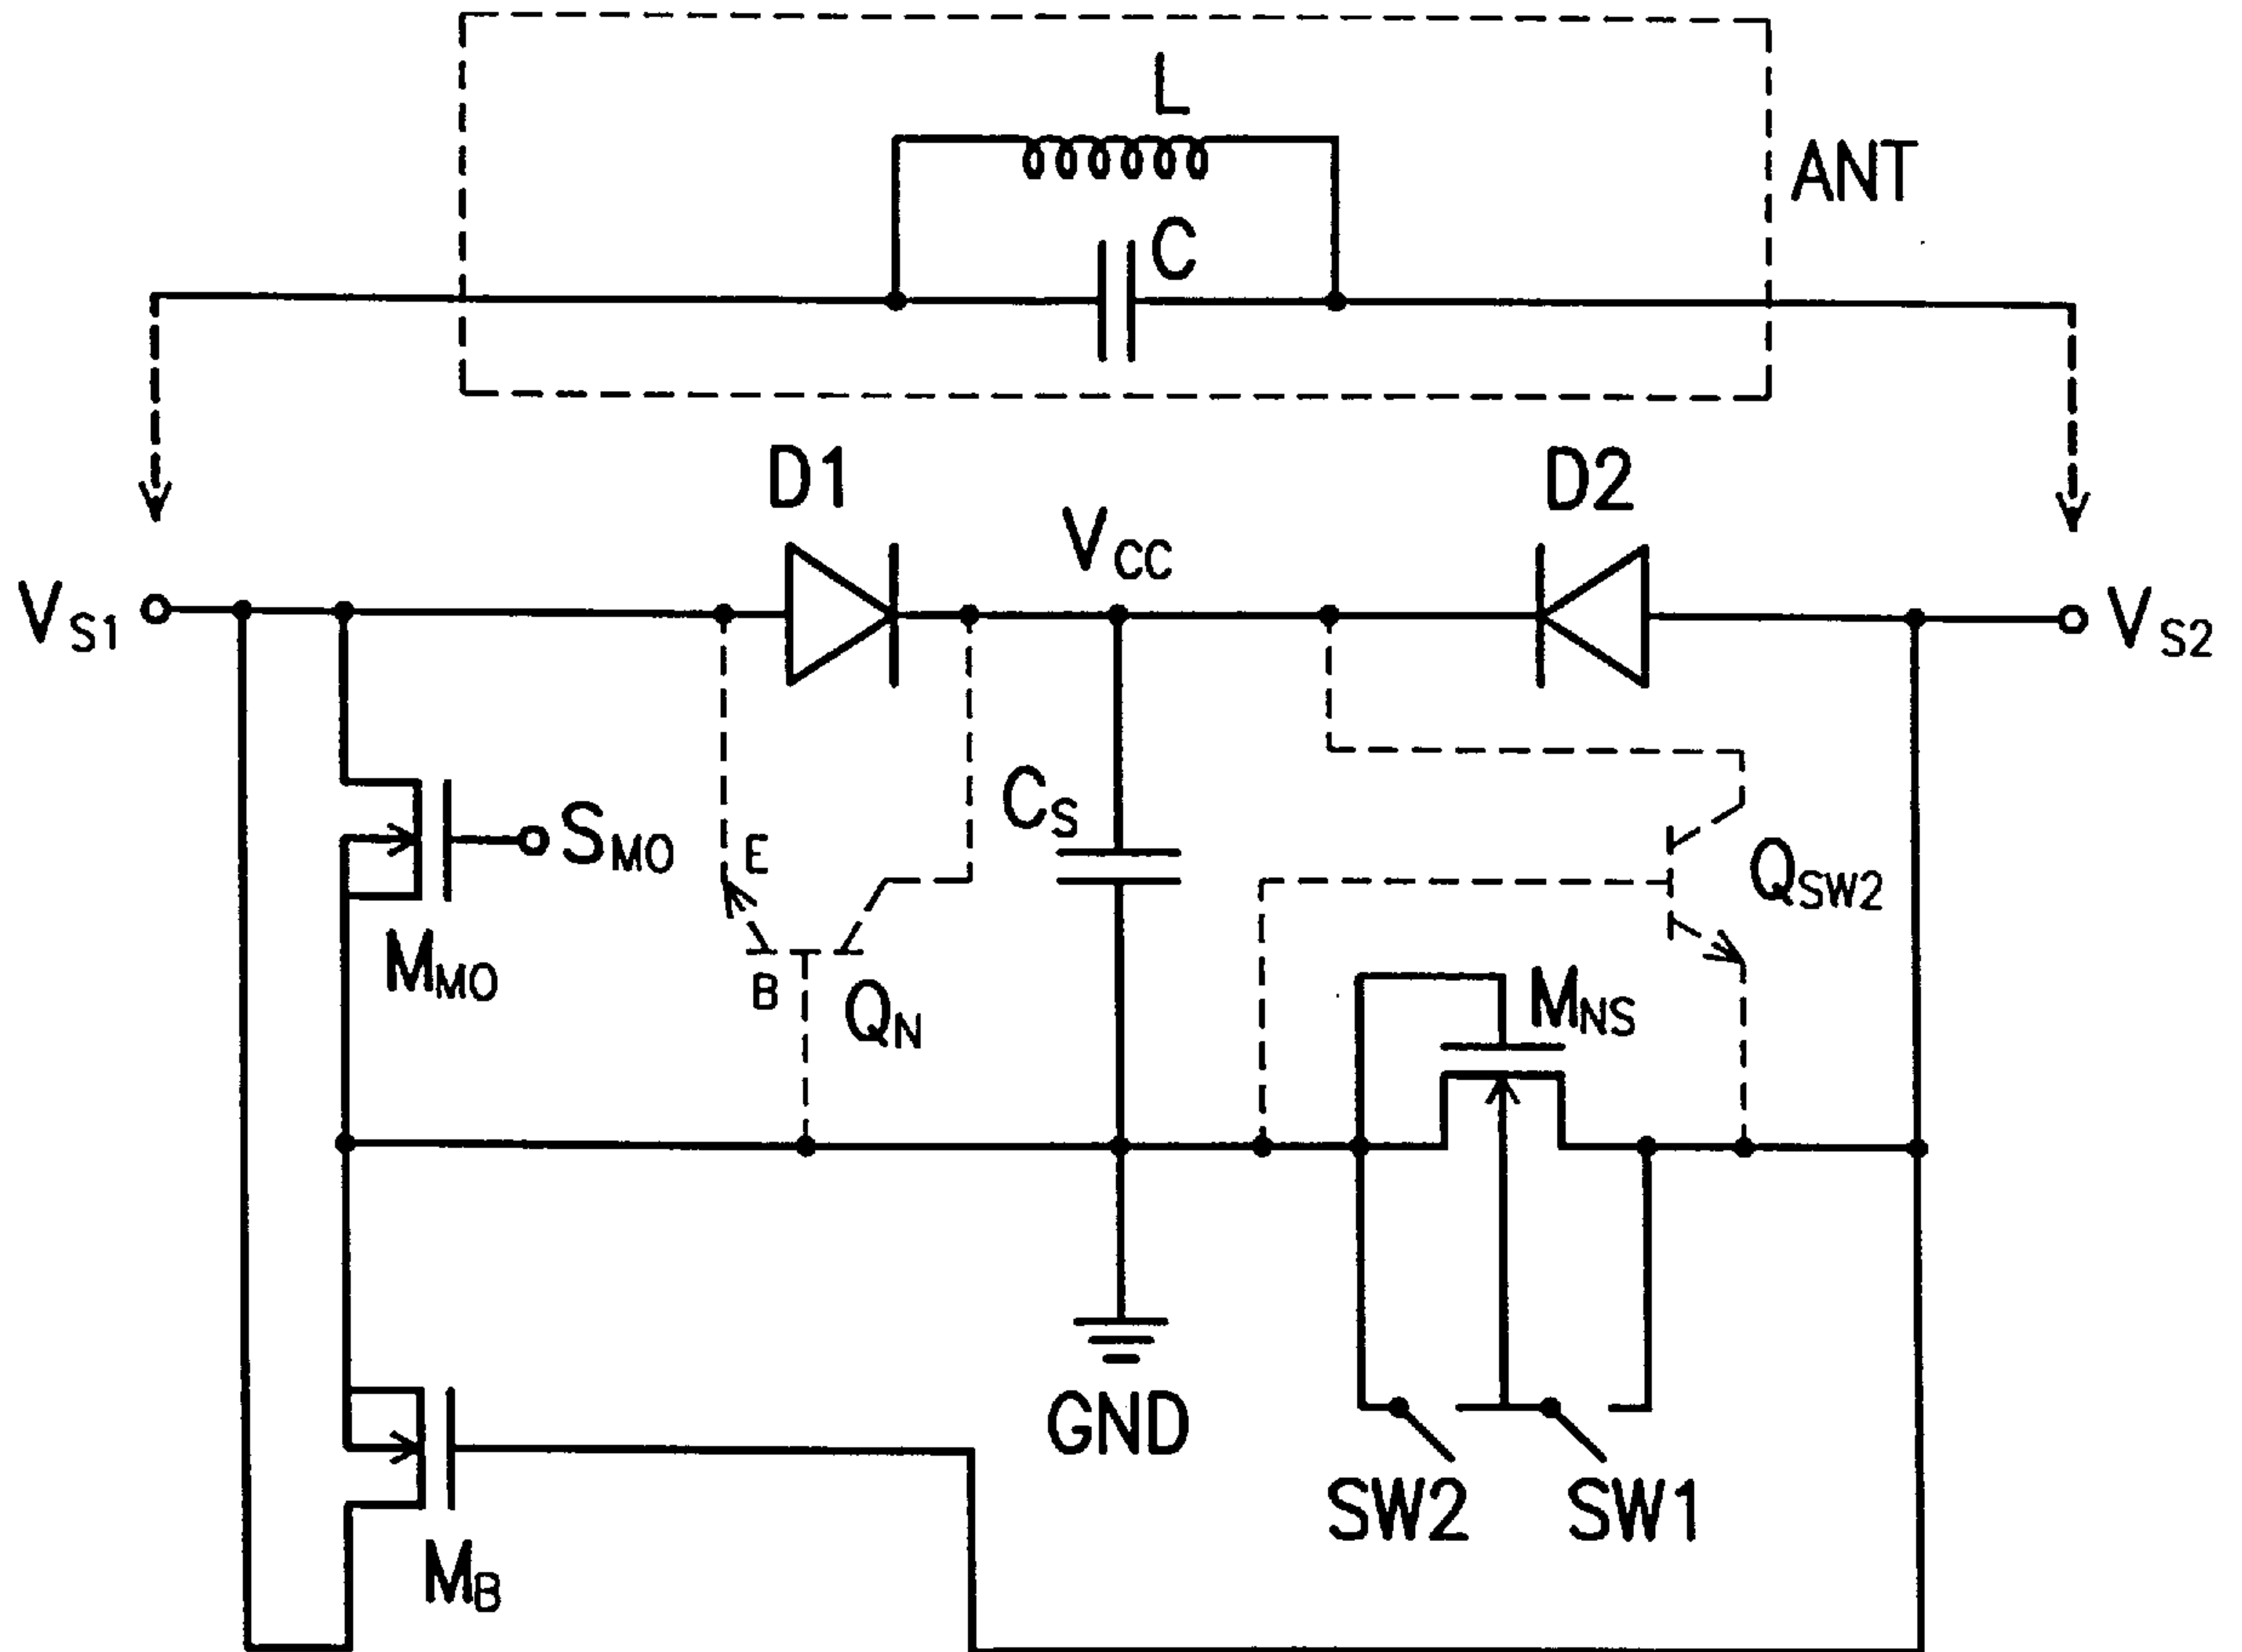 L
ANT
C
D1
D2
VCC
VS1
VS2
CS
SMO
E
QSW2
MMO
B
QN
MNS
GND
SW2
SW1
MB